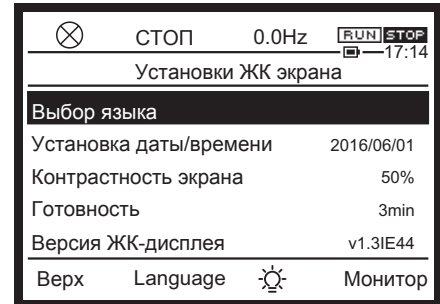 СТОП 0.0Hz RUN STOP
17:14
Установки ЖК экрана
Выбор языка
Установка даты/времени 2016/06/01
Контрастность экрана 50%
Готовность 3min
Версия ЖК-дисплея v1.3IE44
Верх Language Монитор